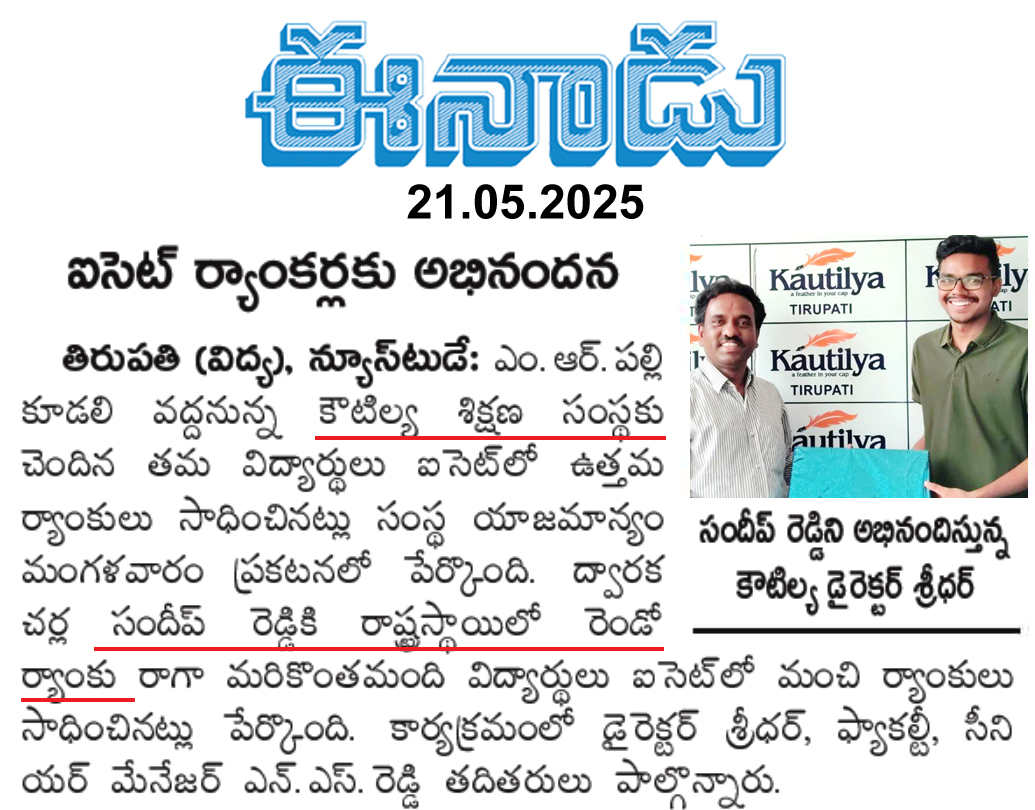 ఈనాడు
21.05.2025
ఐసెట్ ర్యాంకర్లకు అభినందన
తిరుపతి (విద్య), న్యూస్‌టుడే: ఎం. ఆర్. పల్లి
కూడలి వద్దనున్న కౌటిల్య శిక్షణ సంస్థకు
చెందిన తమ విద్యార్థులు ఐసెట్‌లో ఉత్తమ
ర్యాంకులు సాధించినట్లు సంస్థ యాజమాన్యం
మంగళవారం ప్రకటనలో పేర్కొంది. ద్వారక
చర్ల సందీప్ రెడ్డికి రాష్ట్రస్థాయిలో రెండో
ర్యాంకు రాగా మరికొంతమంది విద్యార్థులు ఐసెట్‌లో మంచి ర్యాంకులు
సాధించినట్లు పేర్కొంది. కార్యక్రమంలో డైరెక్టర్ శ్రీధర్, ఫ్యాకల్టీ, సీని
యర్ మేనేజర్ ఎన్. ఎస్. రెడ్డి తదితరులు పాల్గొన్నారు.
lya
Kautilya
a feather in your cap
TIRUPATI
Kautilya
Kautilya
a feather in your cap
TIRUPATI
autilya
సందీప్ రెడ్డిని అభినందిస్తున్న
కౌటిల్య డైరెక్టర్ శ్రీధర్